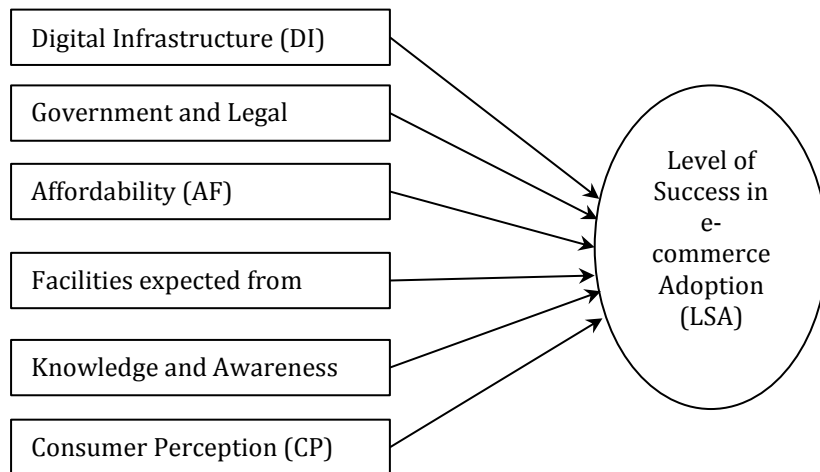 Digital Infrastructure (DI)
Government and Legal
Affordability (AF)
Facilities expected from
Knowledge and Awareness
Consumer Perception (CP)
Level of
Success in
e-
commerce
Adoption
(LSA)